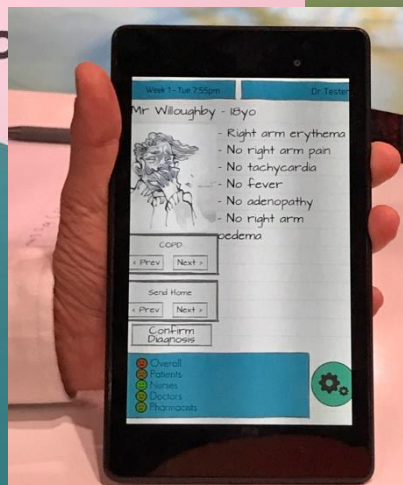 Week 1 - Tue 7:55pm
Dr Tester
Mr Willoughby - 18yo
- Right arm erythema
- No right arm pain
- No tachycardia
- No fever
- No adenopathy
- No right arm
oedema
COPD
< Prev
Next >
Send Home
< Prev
Next >
Confirm
Diagnosis
Overall
Patients
Nurses
Doctors
Pharmacists